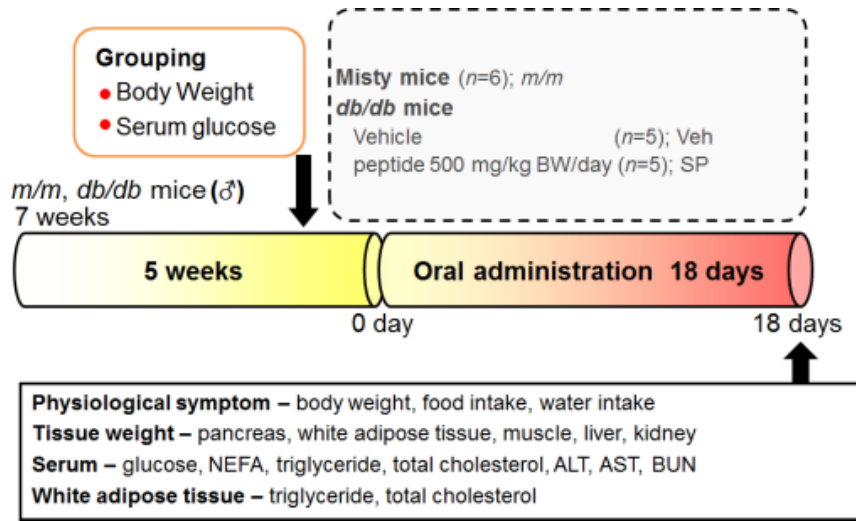 Grouping
Body Weight
Serum glucose
Misty mice (n=6); m/m
db/db mice
Vehicle (n=5); Veh
peptide 500 mg/kg BW/day (n=5); SP
m/m, db/db mice (♂)
7 weeks
5 weeks
Oral administration 18 days
0 day
18 days
Physiological symptom – body weight, food intake, water intake
Tissue weight – pancreas, white adipose tissue, muscle, liver, kidney
Serum – glucose, NEFA, triglyceride, total cholesterol, ALT, AST, BUN
White adipose tissue – triglyceride, total cholesterol